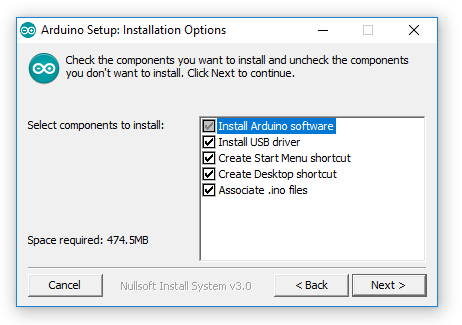 Arduino Setup: Installation Options
Check the components you want to install and uncheck the components
you don't want to install. Click Next to continue.
Select components to install:
Install Arduino software
Install USB driver
Create Start Menu shortcut
Create Desktop shortcut
Associate .ino files
Space required: 474.5MB
Cancel
Nullsoft Install System v3.0
< Back
Next >